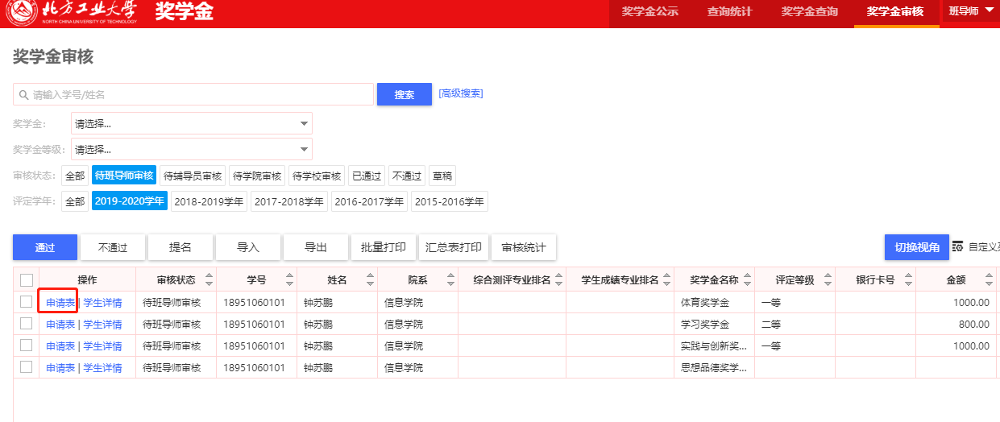 北方工业大学 奖学金 奖学金公示 查询统计 奖学金查询 奖学金审核 班导师
NORTH CHINA UNIVERSITY OF TECHNOLOGY
奖学金审核
请输入学号/姓名 搜索 [高级搜索]
奖学金: 请选择...
奖学金等级: 请选择...
审核状态: 全部 待班导师审核 待辅导员审核 待学院审核 待学校审核 已通过 不通过 草稿
评定学年: 全部 2019-2020学年 2018-2019学年 2017-2018学年 2016-2017学年 2015-2016学年
通过 不通过 提名 导入 导出 批量打印 汇总表打印 审核统计 切换视角 自定义
操作 审核状态 学号 姓名 院系 综合测评专业排名 学生成绩专业排名 奖学金名称 评定等级 银行卡号 金额
申请表 | 学生详情 待班导师审核 18951060101 钟苏鹏 信息学院 体育奖学金 一等 1000.00
申请表 | 学生详情 待班导师审核 18951060101 钟苏鹏 信息学院 学习奖学金 二等 800.00
申请表 | 学生详情 待班导师审核 18951060101 钟苏鹏 信息学院 实践与创新奖... 一等 1000.00
申请表 | 学生详情 待班导师审核 18951060101 钟苏鹏 信息学院 思想品德奖学...